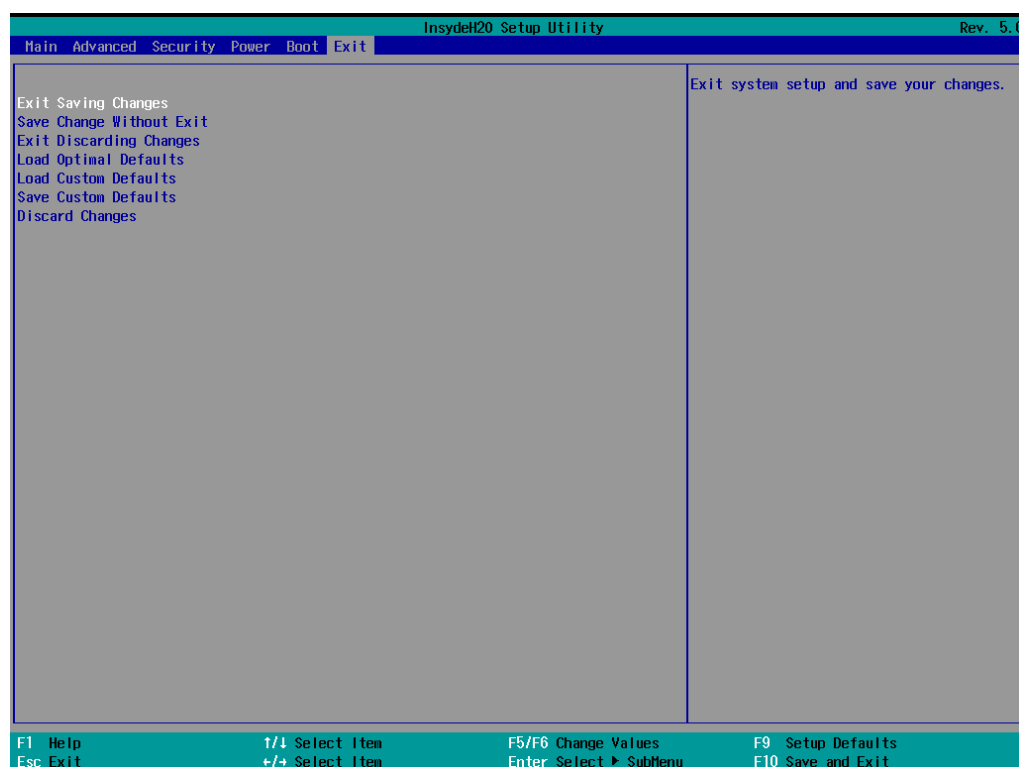 InsydeH2O Setup Utility Rev. 5.
Main Advanced Security Power Boot Exit
Exit Saving Changes
Save Change Without Exit
Exit Discarding Changes
Load Optimal Defaults
Load Custom Defaults
Save Custom Defaults
Discard Changes
Exit system setup and save your changes.
F1 Help ↑/↓ Select Item F5/F6 Change Values F9 Setup Defaults
Esc Exit ←/→ Select Item Enter Select ▶ SubMenu F10 Save and Exit